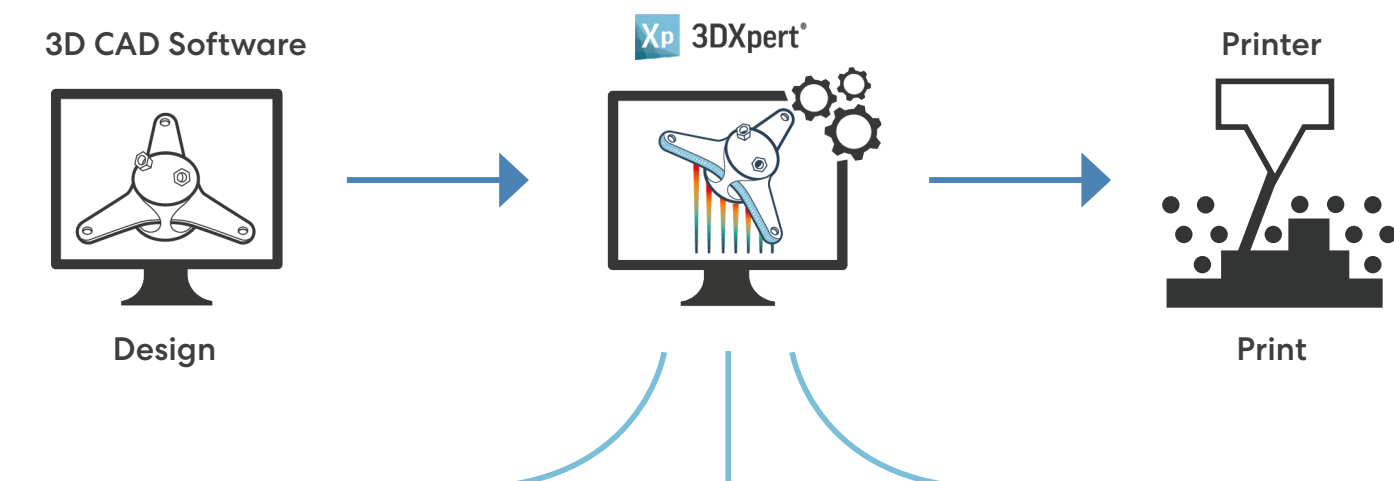 3D CAD Software
Xp 3DXpert®
Printer
Design
Print